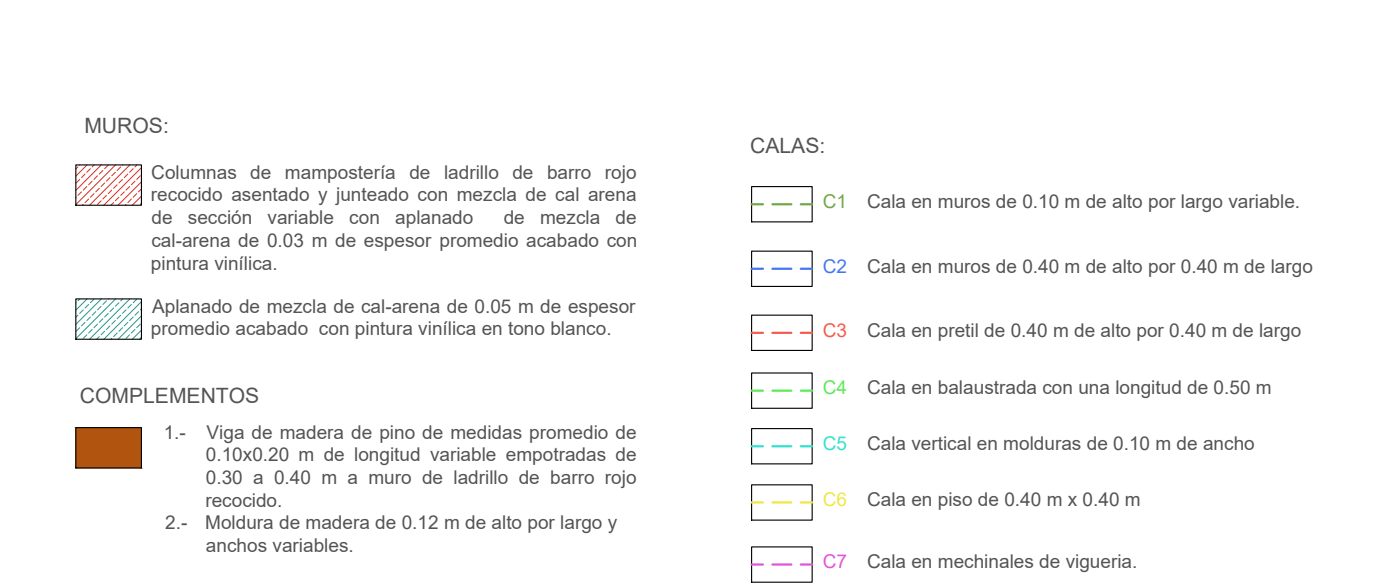 MUROS:
Columnas de mampostería de ladrillo de barro rojo
recocido asentado y junteado con mezcla de cal arena
de sección variable con aplanado de mezcla de
cal-arena de 0.03 m de espesor promedio acabado con
pintura vinílica.
Aplanado de mezcla de cal-arena de 0.05 m de espesor
promedio acabado con pintura vinílica en tono blanco.
COMPLEMENTOS
1.- Viga de madera de pino de medidas promedio de
0.10x0.20 m de longitud variable empotradas de
0.30 a 0.40 m a muro de ladrillo de barro rojo
recocido.
2.- Moldura de madera de 0.12 m de alto por largo y
anchos variables.
CALAS:
C1 Cala en muros de 0.10 m de alto por largo variable.
C2 Cala en muros de 0.40 m de alto por 0.40 m de largo
C3 Cala en pretil de 0.40 m de alto por 0.40 m de largo
C4 Cala en balaustrada con una longitud de 0.50 m
C5 Cala vertical en molduras de 0.10 m de ancho
C6 Cala en piso de 0.40 m x 0.40 m
C7 Cala en mechinales de vigueria.